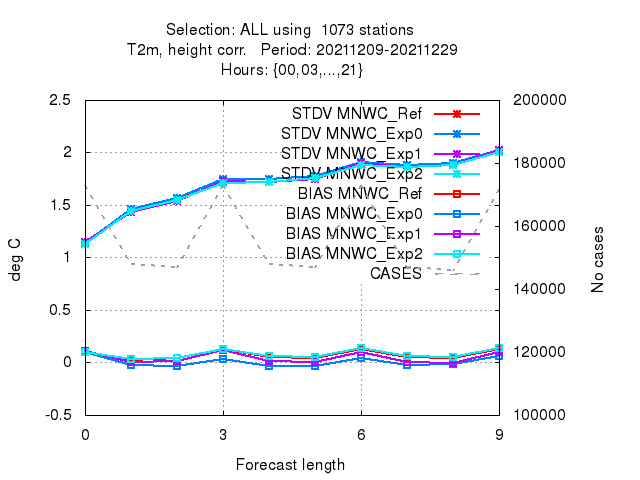 Selection: ALL using  1073 stations
T2m, height corr.   Period: 20211209-20211229
Hours: {00,03,...,21}
2.5
2
1.5
1
0.5
0
-0.5
deg C
STDV MNWC_Ref
STDV MNWC_Exp0
STDV MNWC_Exp1
STDV MNWC_Exp2
BIAS MNWC_Ref
BIAS MNWC_Exp0
BIAS MNWC_Exp1
BIAS MNWC_Exp2
CASES
200000
180000
160000
140000
120000
100000
No cases
0 3 6 9
Forecast length